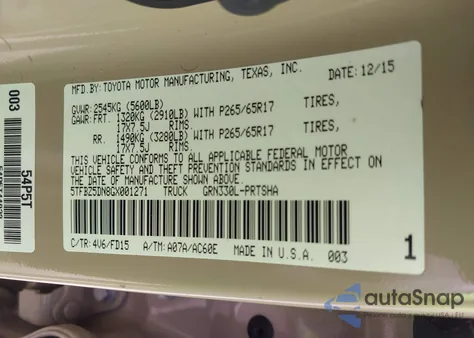 MFD.BY:TOYOTA MOTOR MANUFACTURING, TEXAS, INC. DATE: 12/15
GVWR: 2545KG (5600LB)
GAWR: FRT. 1320KG (2910LB) WITH P265/65R17 TIRES,
17X7.5J RIMS.
RR. 1490KG (3280LB) WITH P265/65R17 TIRES,
17X7.5J RIMS.
THIS VEHICLE CONFORMS TO ALL APPLICABLE FEDERAL MOTOR
VEHICLE SAFETY AND THEFT PREVENTION STANDARDS IN EFFECT ON
THE DATE OF MANUFACTURE SHOWN ABOVE.
5TFBZ5DN8GX001271 TRUCK GRN330L-PRTSHA
C/TR: 4V6/FD15 A/TM: A07A/AC60E MADE IN U.S.A. 003 1
003
54P5T
autoSnap